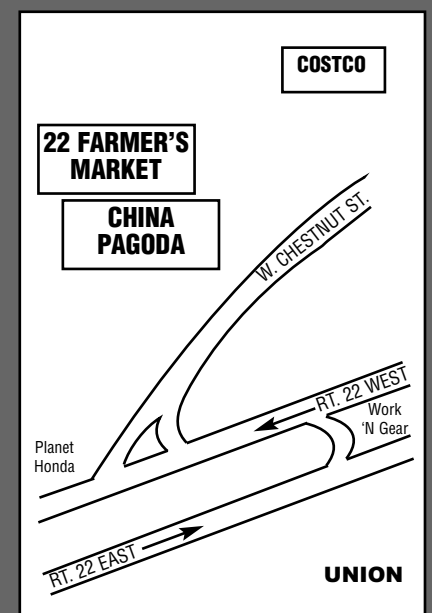 COSTCO
22 FARMER'S
MARKET
CHINA
PAGODA
W. CHESTNUT ST.
RT. 22 WEST
Work
'N Gear
Planet
Honda
RT. 22 EAST
UNION